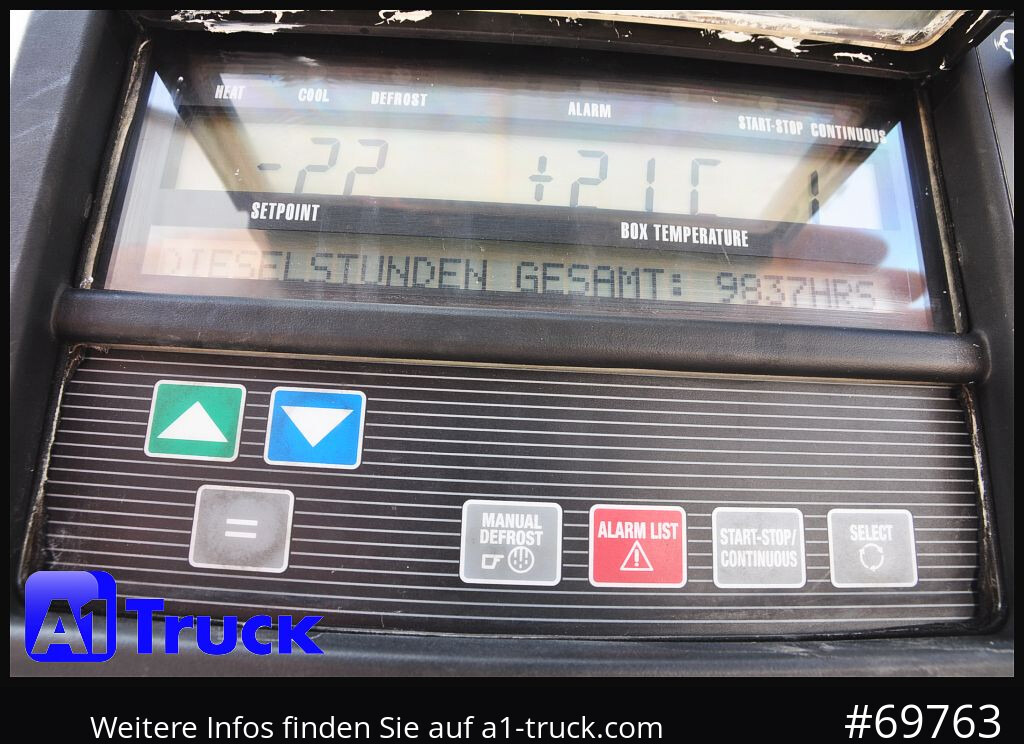 HEAT COOL DEFROST ALARM START-STOP CONTINUOUS
-22 +21C
SETPOINT BOX TEMPERATURE
DIESELSTUNDEN GESAMT: 9837HRS
=
MANUAL DEFROST
ALARM LIST
START-STOP/CONTINUOUS
SELECT
A1 Truck
Weitere Infos finden Sie auf a1-truck.com
#69763